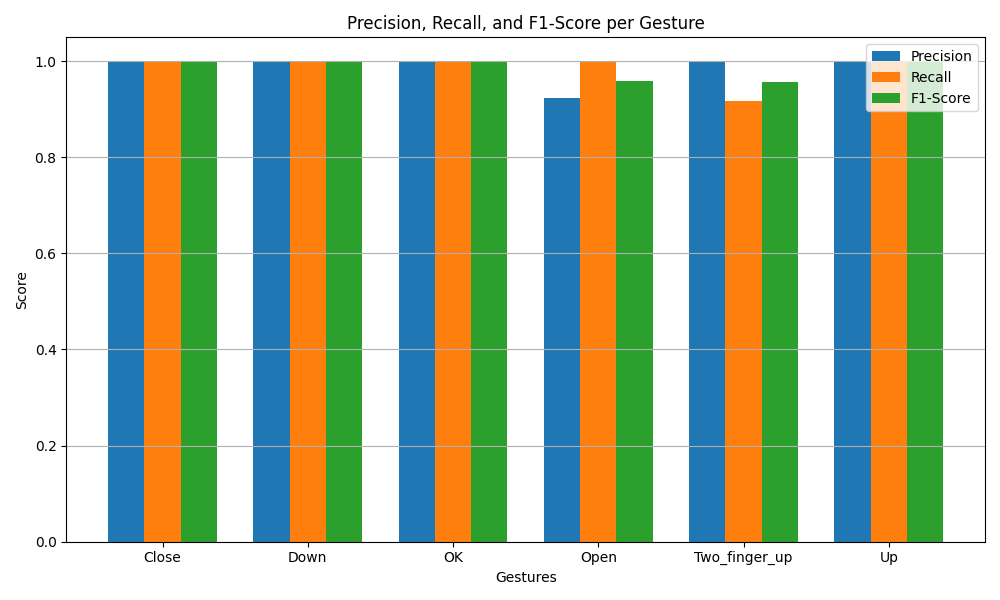 Precision, Recall, and F1-Score per Gesture
Precision
Recall
F1-Score
1.0
0.8
0.6
0.4
0.2
0.0
Score
Close Down OK Open Two_finger_up Up
Gestures